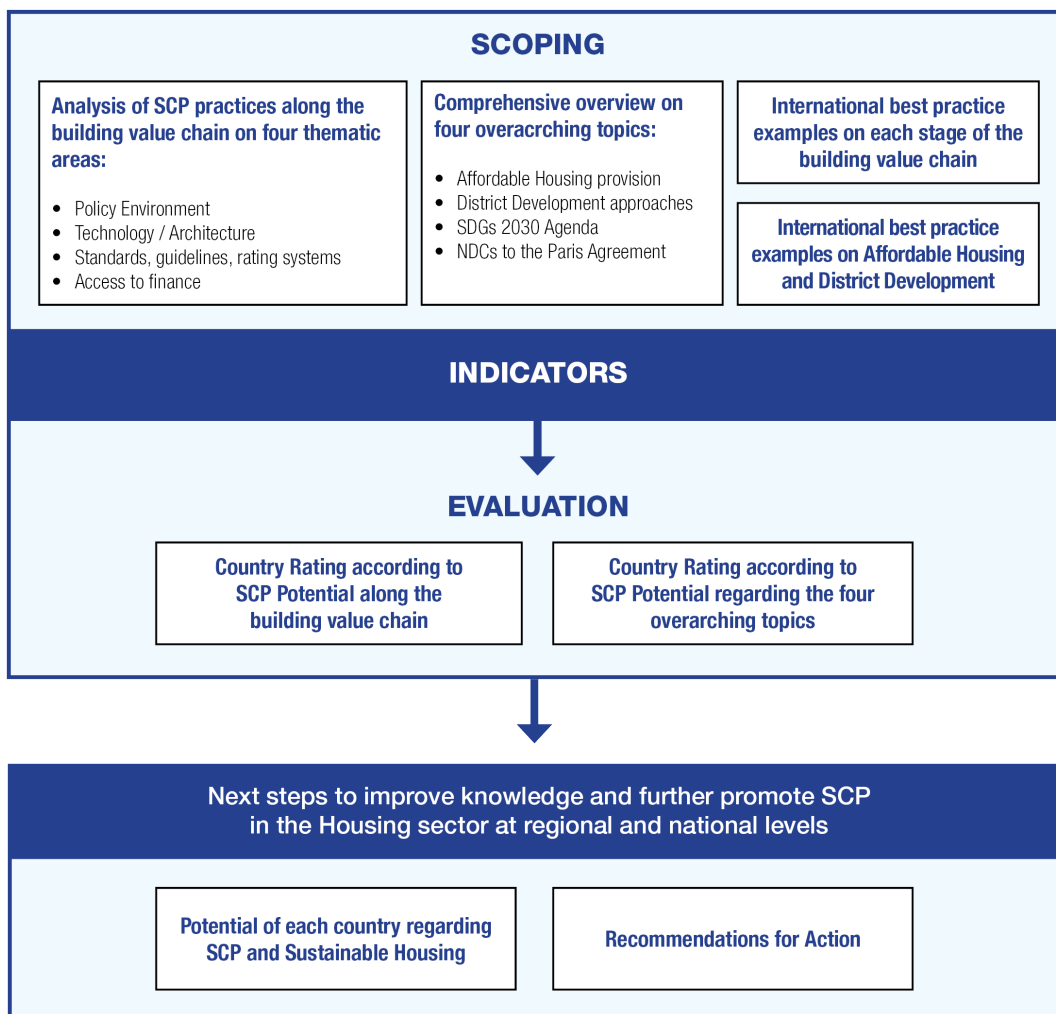 SCOPING
Analysis of SCP practices along the
building value chain on four thematic
areas:
• Policy Environment
• Technology / Architecture
• Standards, guidelines, rating systems
• Access to finance
Comprehensive overview on
four overacrching topics:
• Affordable Housing provision
• District Development approaches
• SDGs 2030 Agenda
• NDCs to the Paris Agreement
International best practice
examples on each stage of the
building value chain
International best practice
examples on Affordable Housing
and District Development
INDICATORS
EVALUATION
Country Rating according to
SCP Potential along the
building value chain
Country Rating according to
SCP Potential regarding the four
overarching topics
Next steps to improve knowledge and further promote SCP
in the Housing sector at regional and national levels
Potential of each country regarding
SCP and Sustainable Housing
Recommendations for Action